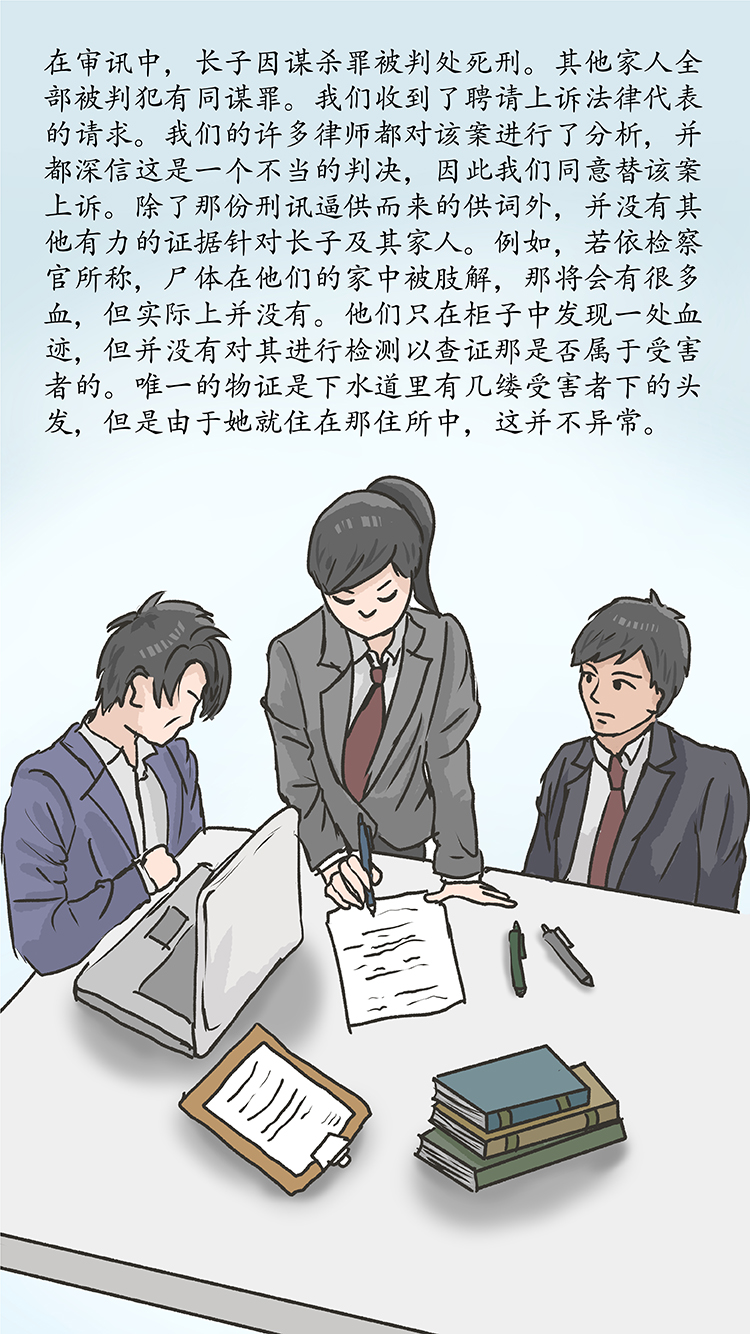 在审讯中，长子因谋杀罪被判处死刑。其他家人全
部被判犯有同谋罪。我们收到了聘请上诉法律代表
的请求。我们的许多律师都对该案进行了分析，并
都深信这是一个不当的判决，因此我们同意替该案
上诉。除了那份刑讯逼供而来的供词外，并没有其
他有力的证据针对长子及其家人。例如，若依检察
官所称，尸体在他们的家中被肢解，那将会有很多
血，但实际上并没有。他们只在柜子中发现一处血
迹，但并没有对其进行检测以查证那是否属于受害
者的。唯一的物证是下水道里有几缕受害者下的头
发，但是由于她就住在那住所中，这并不异常。